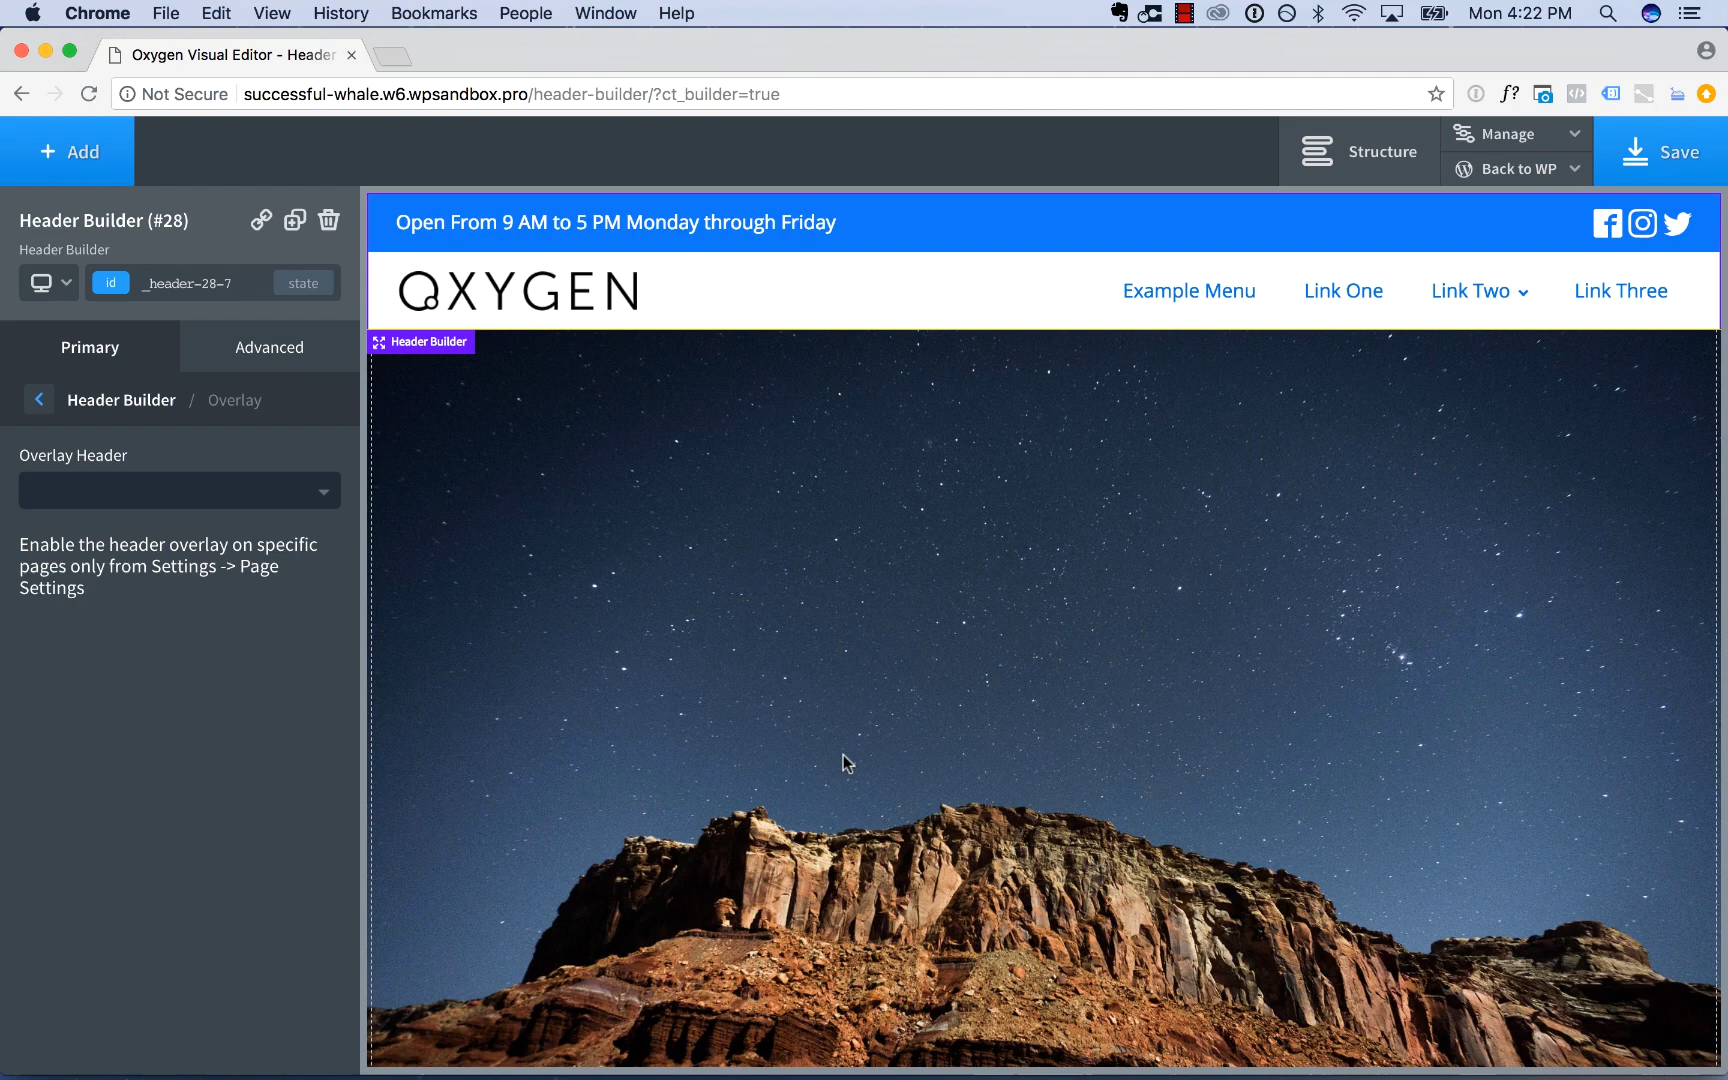 Chrome File Edit View History Bookmarks People Window Help Mon 4:22 PM
Oxygen Visual Editor - Header
Not Secure successful-whale.w6.wpsandbox.pro/header-builder/?ct_builder=true f?
+ Add Structure Manage Save
Back to WP
Header Builder (#28)
Header Builder
id _header-28-7 state
Primary Advanced
Header Builder / Overlay
Overlay Header
Enable the header overlay on specific
pages only from Settings -> Page
Settings
Open From 9 AM to 5 PM Monday through Friday
OXYGEN Example Menu Link One Link Two Link Three
Header Builder